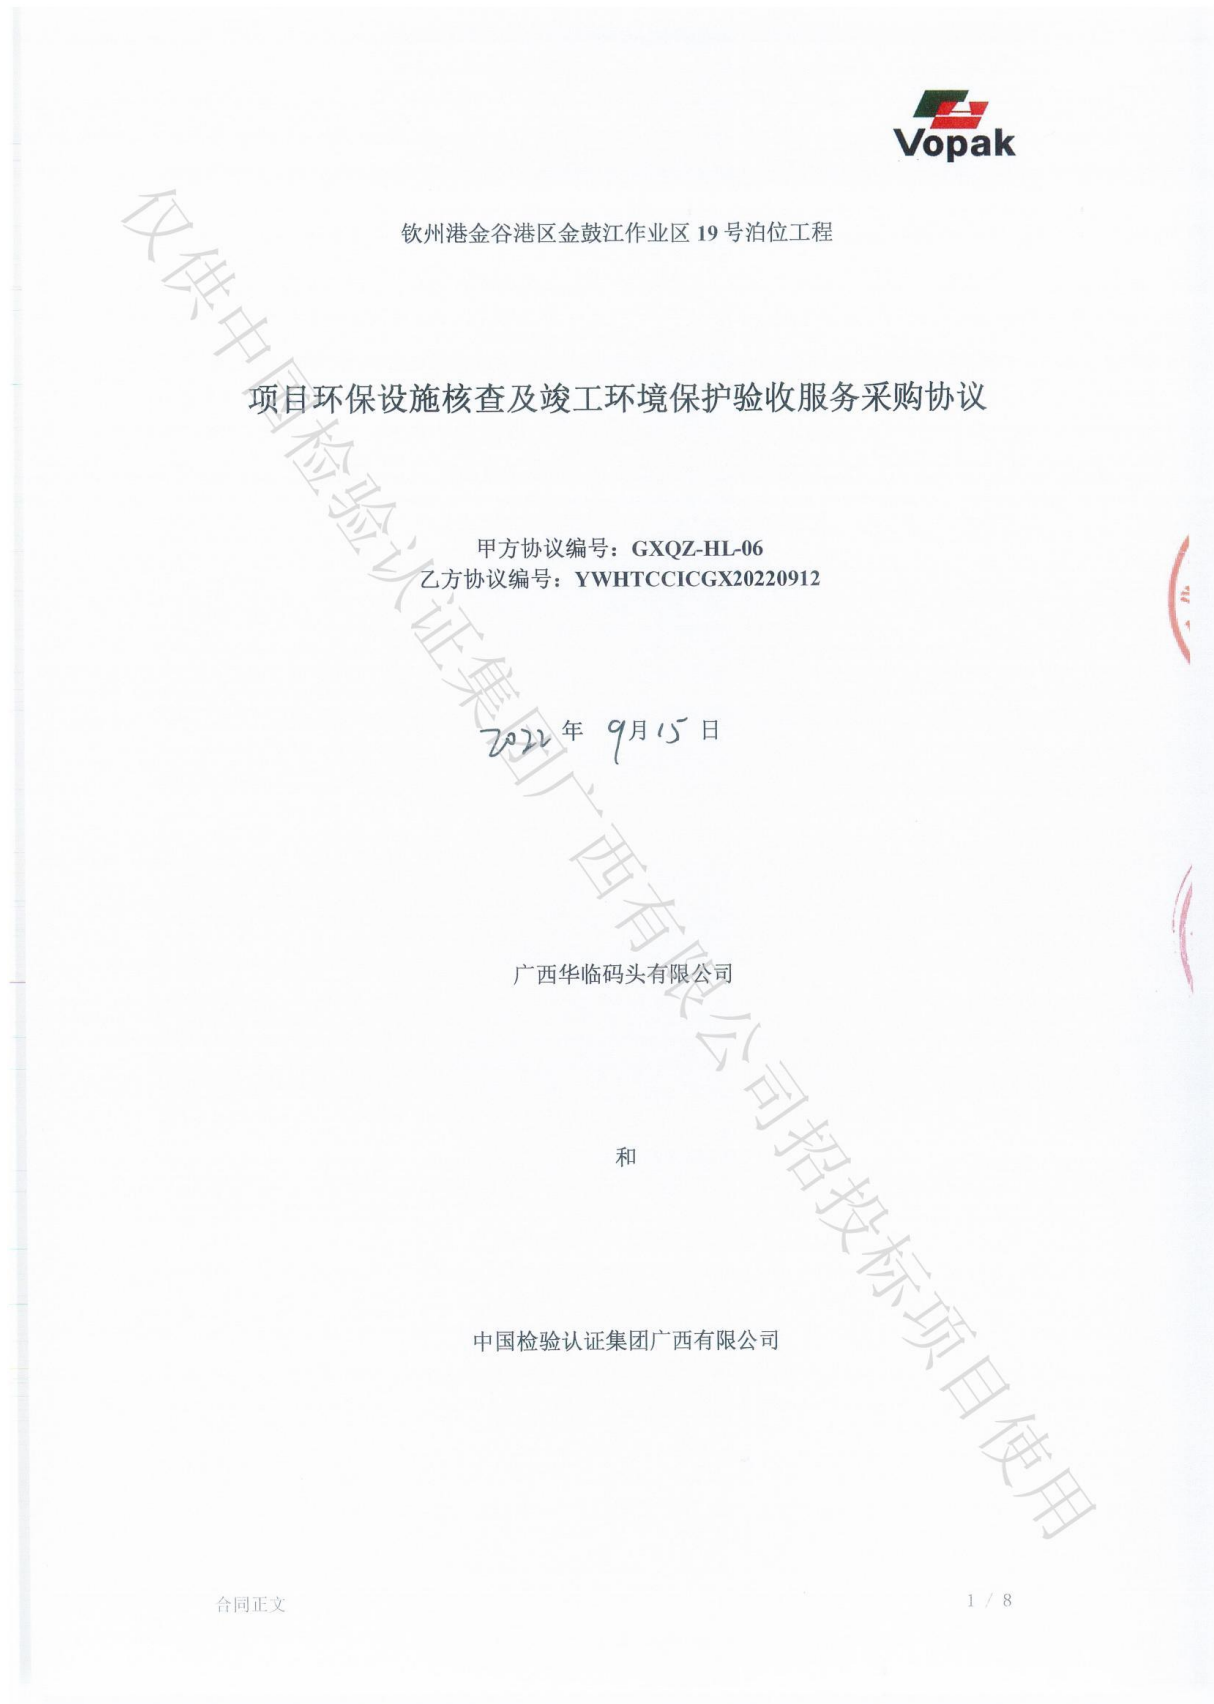 Vopak
钦州港金谷港区金鼓江作业区 19 号泊位工程
项目环保设施核查及竣工环境保护验收服务采购协议
甲方协议编号：GXQZ-HL-06
乙方协议编号：YWHTCCICGX20220912
2022 年 9月15 日
广西华临码头有限公司
和
中国检验认证集团广西有限公司
仅供中国检验认证集团广西有限公司招投标项目使用
合同正文
1 / 8